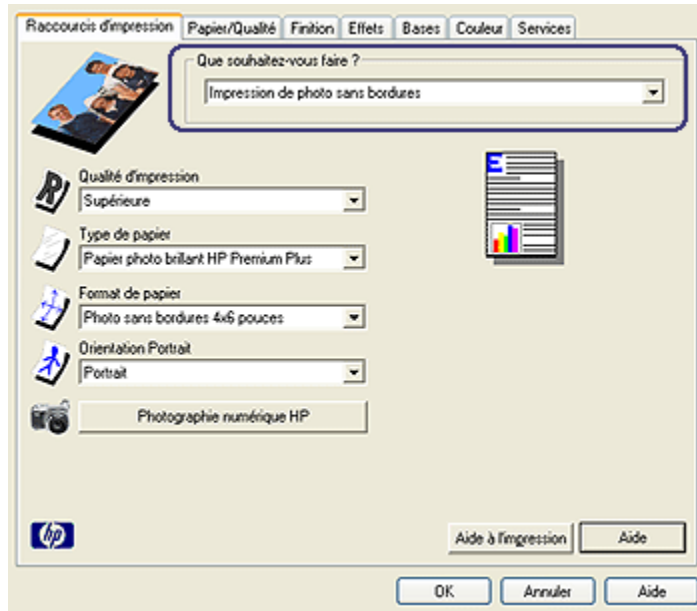 Raccourcis d'impression Papier/Qualité Finition Effets Bases Couleur Services
Que souhaitez-vous faire ?
Impression de photo sans bordures
Qualité d'impression
Supérieure
Type de papier
Papier photo brillant HP Premium Plus
Format de papier
Photo sans bordures 4x6 pouces
Orientation Portrait
Portrait
Photographie numérique HP
E
hp
Aide à l'impression Aide
OK Annuler Aide